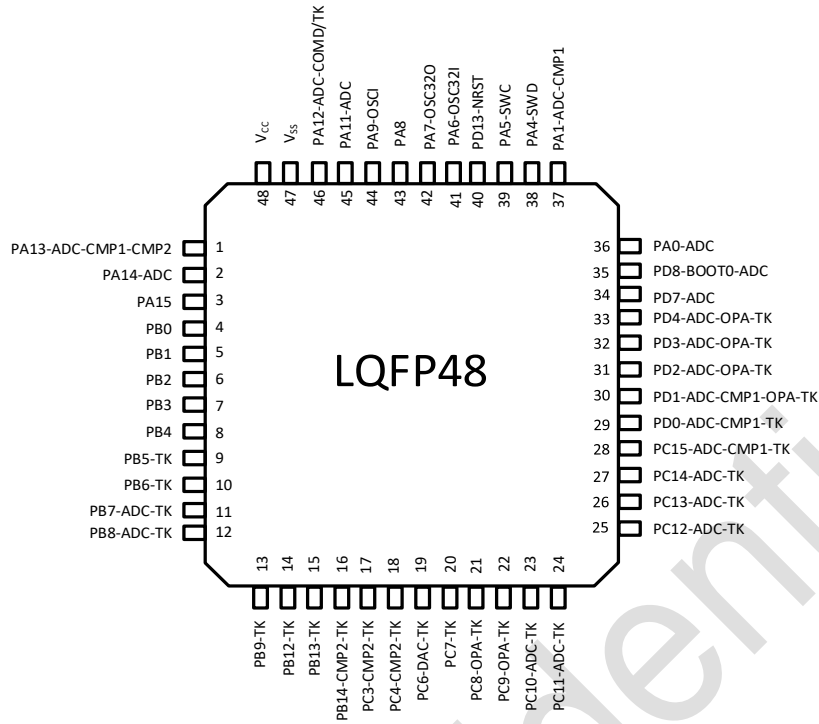 V_CC
V_SS
PA12-ADC-COMD/TK
PA11-ADC
PA9-OSCI
PA8
PA7-OSC32O
PA6-OSC32I
PD13-NRST
PA5-SWC
PA4-SWD
PA1-ADC-CMP1
48
47
46
45
44
43
42
41
40
39
38
37
PA13-ADC-CMP1-CMP2
1
PA14-ADC
2
PA15
3
PB0
4
PB1
5
PB2
6
PB3
7
PB4
8
PB5-TK
9
PB6-TK
10
PB7-ADC-TK
11
PB8-ADC-TK
12
LQFP48
36
PA0-ADC
35
PD8-BOOT0-ADC
34
PD7-ADC
33
PD4-ADC-OPA-TK
32
PD3-ADC-OPA-TK
31
PD2-ADC-OPA-TK
30
PD1-ADC-CMP1-OPA-TK
29
PD0-ADC-CMP1-TK
28
PC15-ADC-CMP1-TK
27
PC14-ADC-TK
26
PC13-ADC-TK
25
PC12-ADC-TK
13
14
15
16
17
18
19
20
21
22
23
24
PB9-TK
PB12-TK
PB13-TK
PB14-CMP2-TK
PC3-CMP2-TK
PC4-CMP2-TK
PC6-DAC-TK
PC7-TK
PC8-OPA-TK
PC9-OPA-TK
PC10-ADC-TK
PC11-ADC-TK
identi